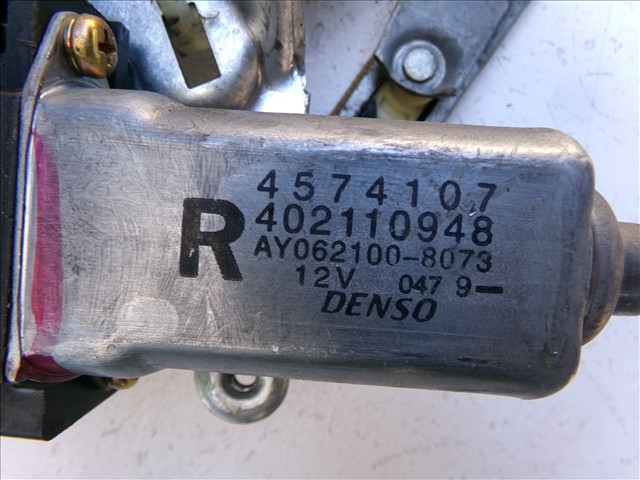 4574107
R 402110948
AY062100-8073
12V 047 9-
DENSO